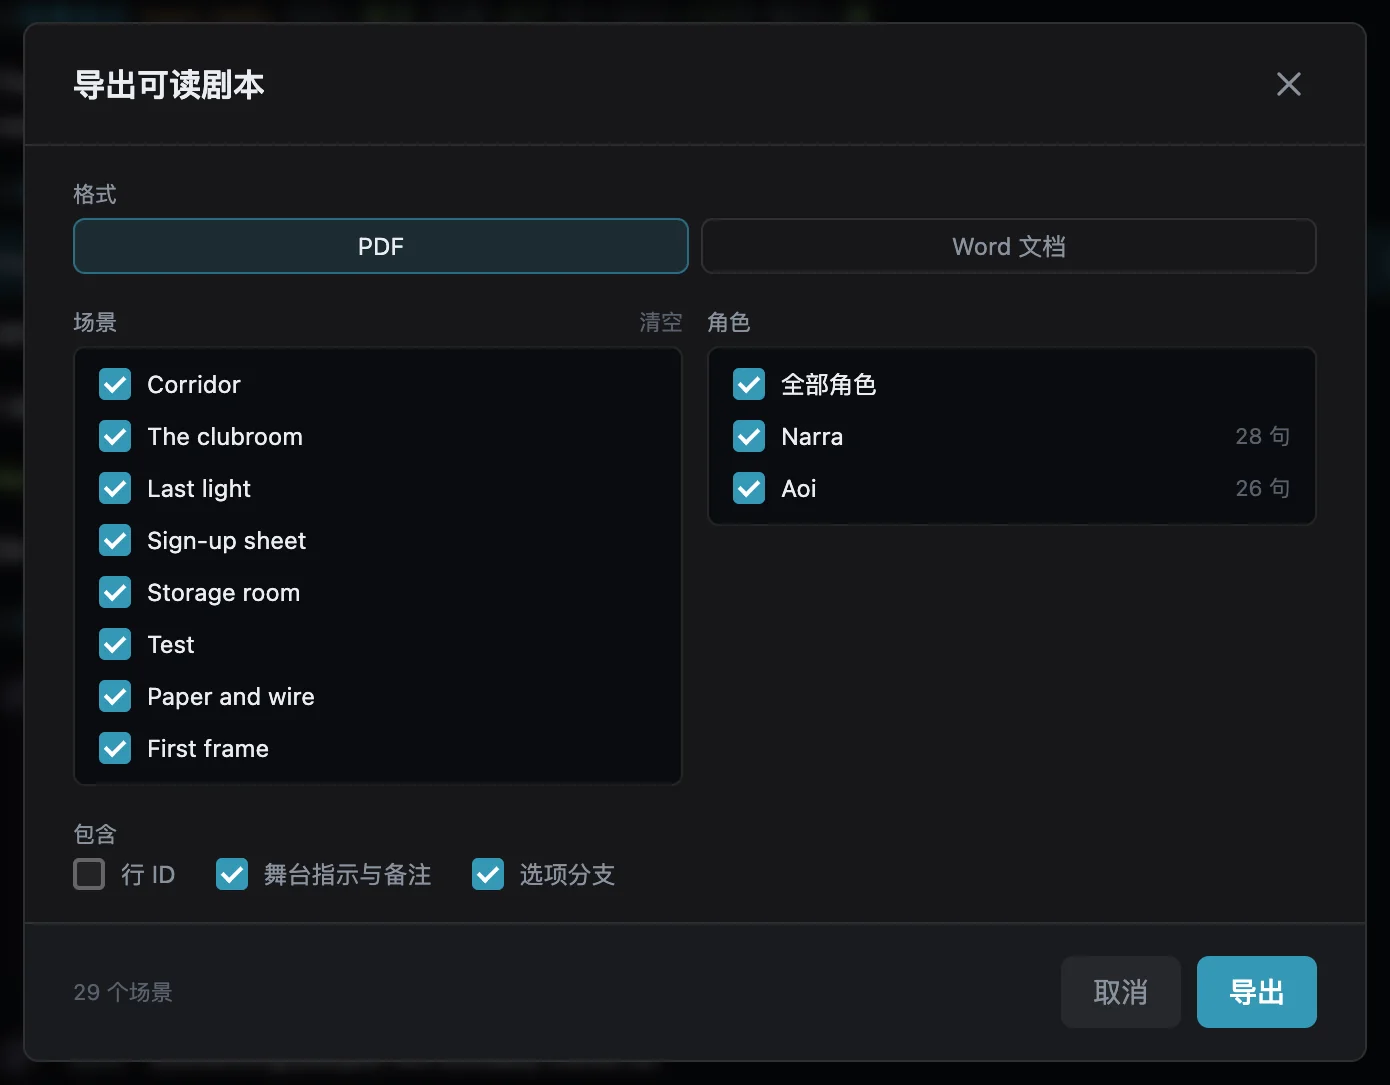 导出可读剧本
格式
PDF
Word 文档
场景
清空
Corridor
The clubroom
Last light
Sign-up sheet
Storage room
Test
Paper and wire
First frame
角色
全部角色
Narra 28 句
Aoi 26 句
包含
行 ID
舞台指示与备注
选项分支
29 个场景
取消
导出